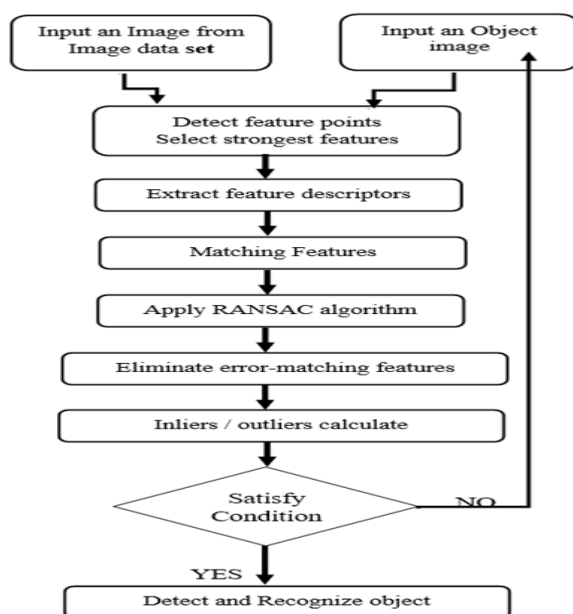 Input an Image from
Image data set
Input an Object
image
Detect feature points
Select strongest features
Extract feature descriptors
Matching Features
Apply RANSAC algorithm
Eliminate error-matching features
Inliers / outliers calculate
Satisfy
Condition
NO
YES
Detect and Recognize object